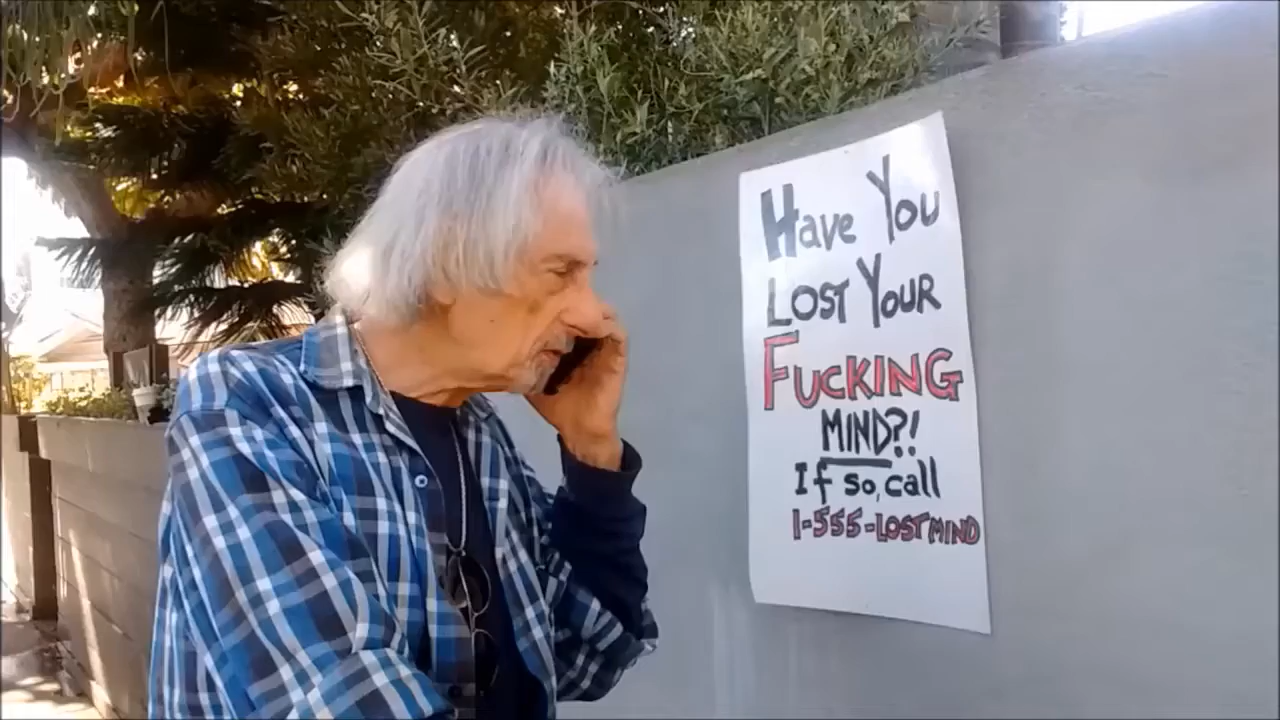 Have You
LOST YOUR
FUCKING
MIND?!
If so, call
1-555-LOSTMIND